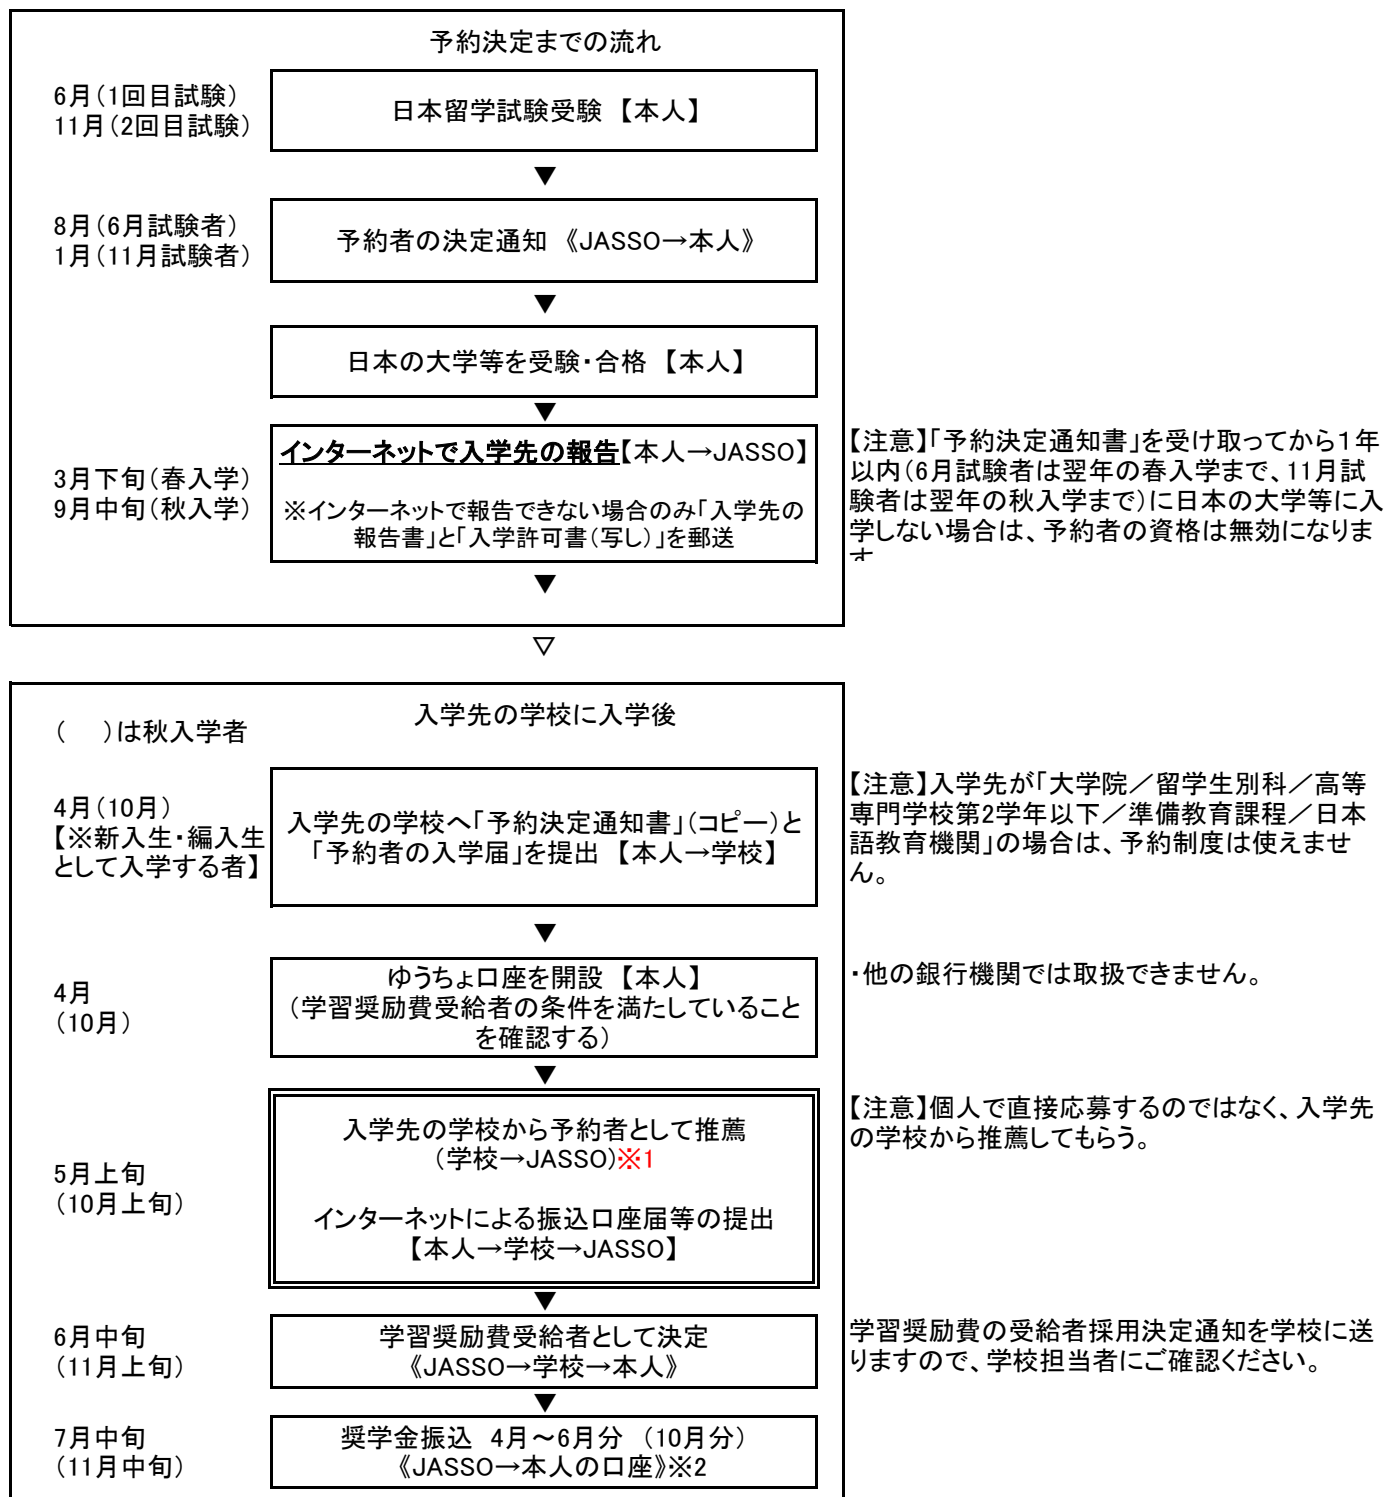 予約決定までの流れ
6月（1回目試験）
11月（2回目試験）
日本留学試験受験 【本人】
▼
8月（6月試験者）
1月（11月試験者）
予約者の決定通知 《JASSO→本人》
▼
日本の大学等を受験・合格 【本人】
▼
3月下旬（春入学）
9月中旬（秋入学）
インターネットで入学先の報告【本人→JASSO】
※インターネットで報告できない場合のみ「入学先の
報告書」と「入学許可書（写し）」を郵送
【注意】「予約決定通知書」を受け取ってから１年
以内（6月試験者は翌年の春入学まで、11月試
験者は翌年の秋入学まで）に日本の大学等に入
学しない場合は、予約者の資格は無効になりま
す
▼
▽
（　）は秋入学者
入学先の学校に入学後
4月（10月）
【※新入生・編入生
として入学する者】
入学先の学校へ「予約決定通知書」（コピー）と
「予約者の入学届」を提出 【本人→学校】
【注意】入学先が「大学院／留学生別科／高等
専門学校第2学年以下／準備教育課程／日本
語教育機関」の場合は、予約制度は使えませ
ん。
▼
4月
（10月）
ゆうちょ口座を開設 【本人】
（学習奨励費受給者の条件を満たしていること
を確認する）
・他の銀行機関では取扱できません。
▼
5月上旬
（10月上旬）
入学先の学校から予約者として推薦
（学校→JASSO）※1
インターネットによる振込口座届等の提出
【本人→学校→JASSO】
【注意】個人で直接応募するのではなく、入学先
の学校から推薦してもらう。
▼
6月中旬
（11月上旬）
学習奨励費受給者として決定
《JASSO→学校→本人》
学習奨励費の受給者採用決定通知を学校に送
りますので、学校担当者にご確認ください。
▼
7月中旬
（11月中旬）
奨学金振込 4月～6月分 （10月分）
《JASSO→本人の口座》※2